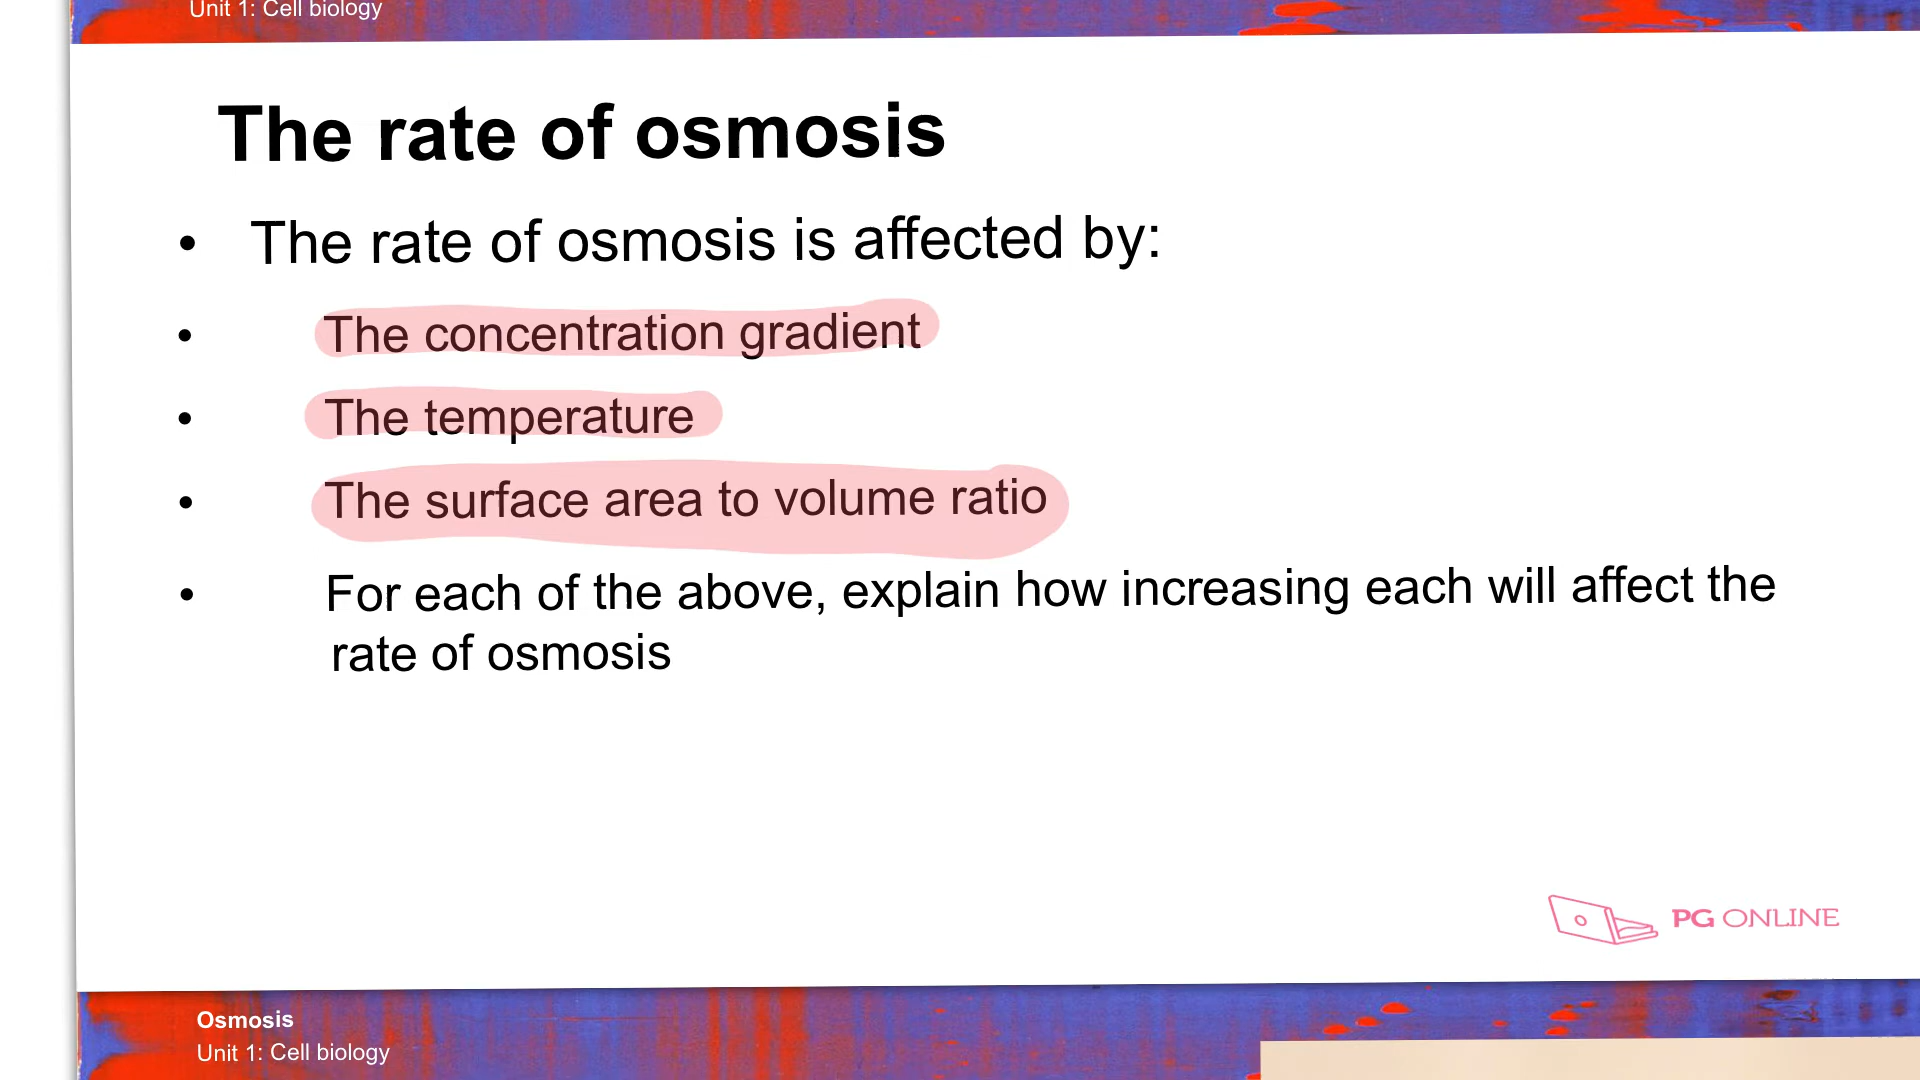 Unit 1: Cell biology
The rate of osmosis
• The rate of osmosis is affected by:
• The concentration gradient
• The temperature
• The surface area to volume ratio
• For each of the above, explain how increasing each will affect the
rate of osmosis
PG ONLINE
Osmosis
Unit 1: Cell biology